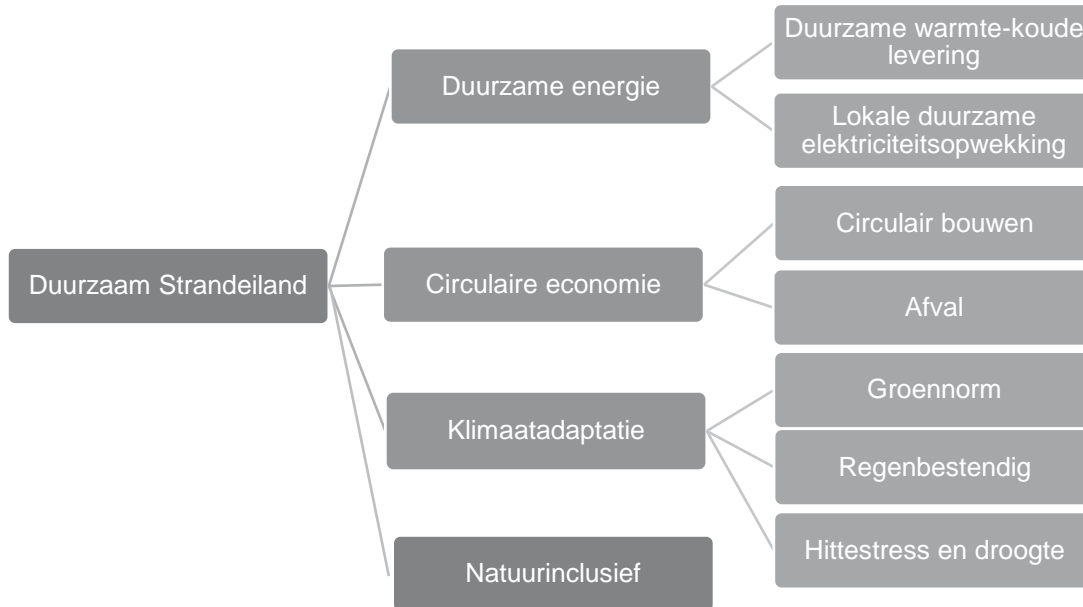 Duurzaam Strandeiland
Duurzame energie
Duurzame warmte-koude
levering
Lokale duurzame
elektriciteitsopwekking
Circulaire economie
Circulair bouwen
Afval
Klimaatadaptatie
Groennorm
Regenbestendig
Hittestress en droogte
Natuurinclusief